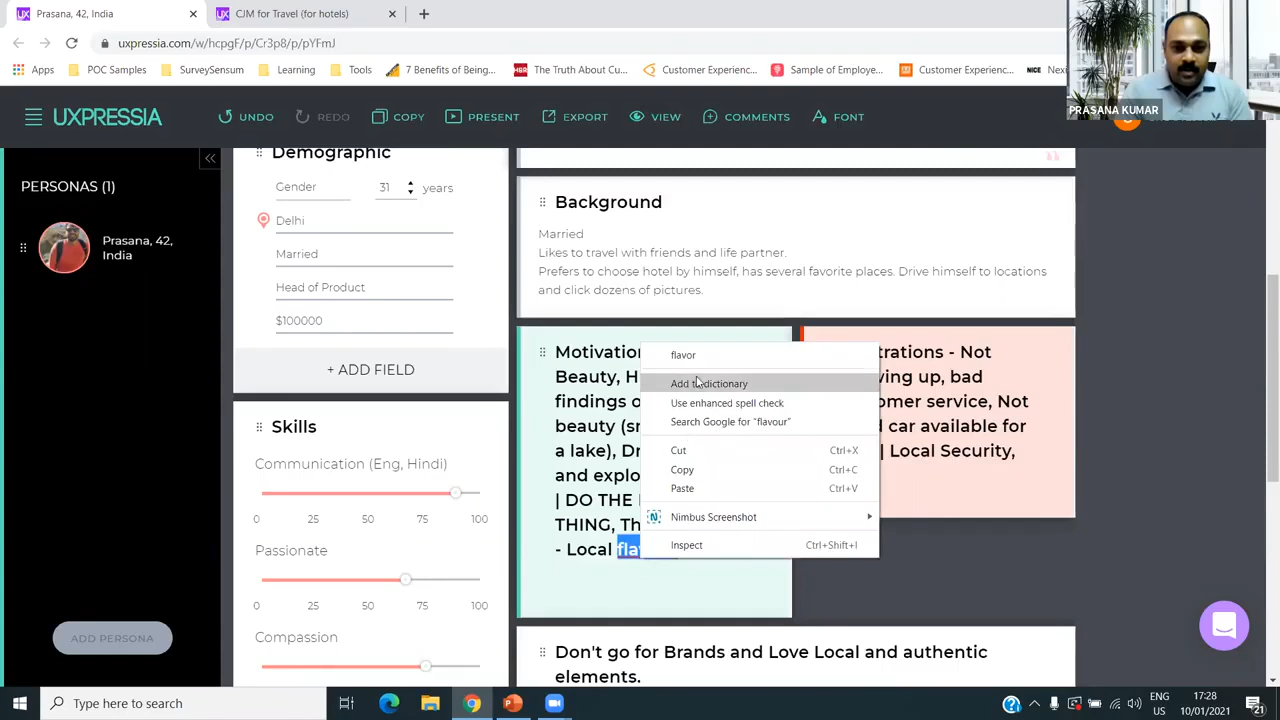 Prasana, 42, India
CJM for Travel (for hotels)
uxpressia.com/w/hcpgF/p/Cr3p8/p/pYFmJ
Apps
POC Samples
SurveySensum
Learning
Tools
7 Benefits of Being...
The Truth About Cu...
Customer Experienc...
Sample of Employe...
Customer Experienc...
PRASANA KUMAR
UXPRESSIA
UNDO
REDO
COPY
PRESENT
EXPORT
VIEW
COMMENTS
FONT
PERSONAS (1)
Prasana, 42,
India
ADD PERSONA
Demographic
Gender
31
years
Delhi
Married
Head of Product
$100000
+ ADD FIELD
Skills
Communication (Eng, Hindi)
0 25 50 75 100
Passionate
0 25 50 75 100
Compassion
Background
Married
Likes to travel with friends and life partner.
Prefers to choose hotel by himself, has several favorite places. Drive himself to locations
and click dozens of pictures.
Motivation
Beauty, H
findings o
beauty (sn
a lake), Dr
and explo
| DO THE
THING, Th
- Local fla
trations - Not
wing up, bad
omer service, Not
d car available for
| Local Security,
flavor
Add to dictionary
Use enhanced spell check
Search Google for "flavour"
Cut Ctrl+X
Copy Ctrl+C
Paste Ctrl+V
Nimbus Screenshot
Inspect Ctrl+Shift+I
Don't go for Brands and Love Local and authentic
elements.
Type here to search
ENG
17:28
10/01/2021
21